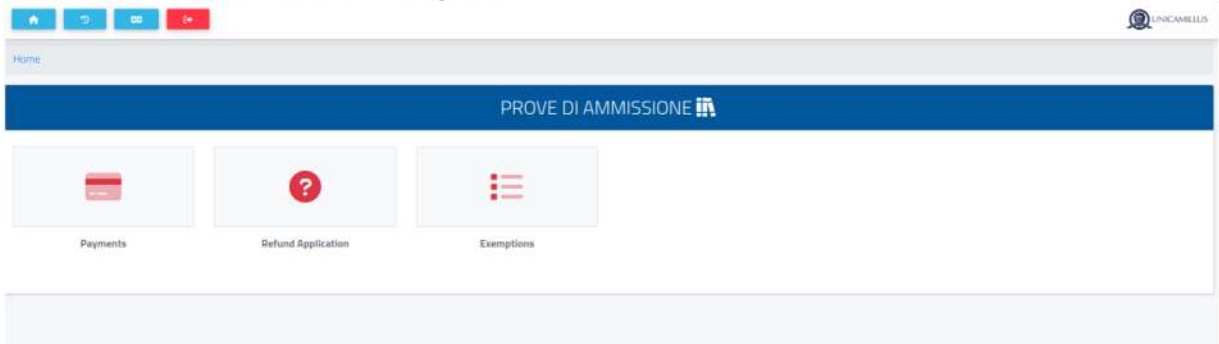 UNICAMILLUS
Home
PROVE DI AMMISSIONE
Payments
Refund Application
Exemptions